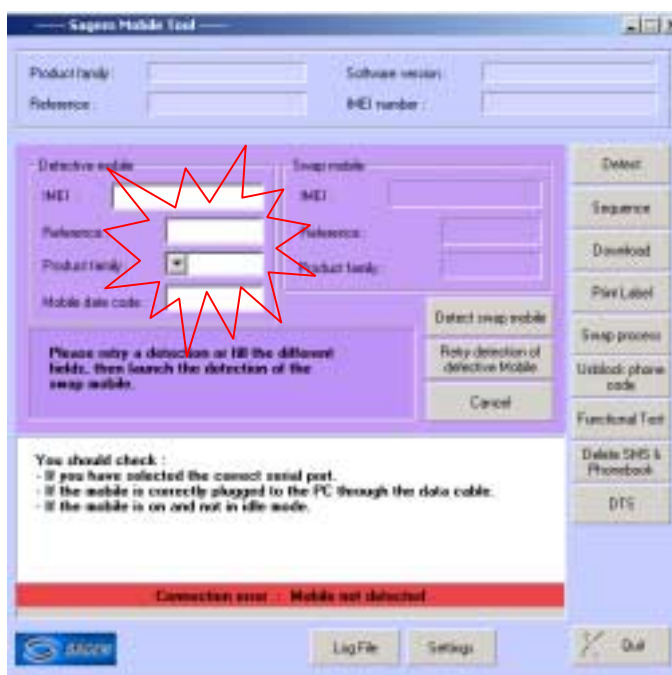 Sagem Mobile Tool
Product family :
Software version :
Reference :
IMEI number :
Defective mobile
Swap mobile
IMEI :
IMEI :
Reference :
Reference :
Product family :
Product family :
Mobile date code :
Please retry a detection or fill the different
fields, then launch the detection of the
swap mobile.
Detect swap mobile
Retry detection of
defective Mobile
Cancel
Detect
Sequence
Download
Print Label
Swap process
Unblock phone
code
Functional Test
Delete SMS &
Phonebook
DTS
You should check :
- If you have selected the correct serial port.
- If the mobile is correctly plugged to the PC through the data cable.
- If the mobile is on and not in idle mode.
Connection error : Mobile not detected
SAGEM
Log File
Settings
Quit